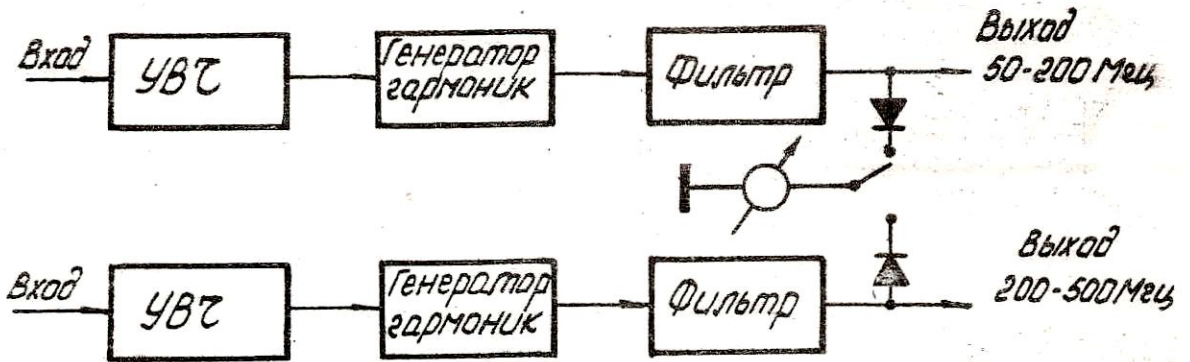 Вход
УВЧ
Генератор
гармоник
Фильтр
Выход
50-200 Мгц
Вход
УВЧ
Генератор
гармоник
Фильтр
Выход
200-500 Мгц